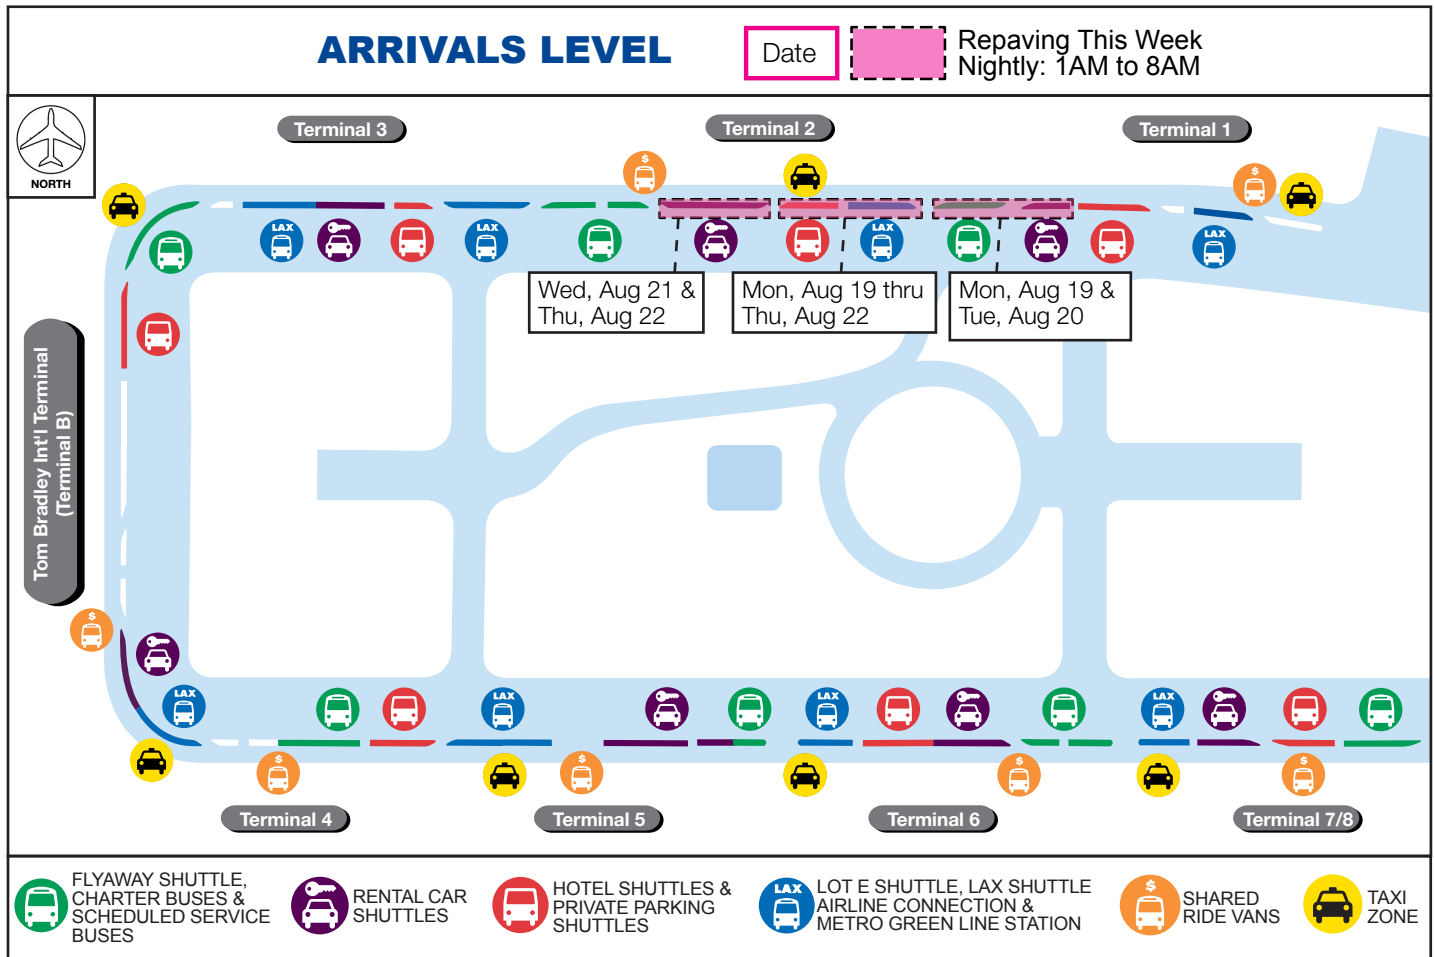 ARRIVALS LEVEL
Date
Repaving This Week
Nightly: 1AM to 8AM
NORTH
Terminal 3
Terminal 2
Terminal 1
$
$
LAX
LAX
LAX
LAX
Wed, Aug 21 &
Thu, Aug 22
Mon, Aug 19 thru
Thu, Aug 22
Mon, Aug 19 &
Tue, Aug 20
Tom Bradley Int'l Terminal
(Terminal B)
$
LAX
LAX
LAX
LAX
$
$
$
$
Terminal 4
Terminal 5
Terminal 6
Terminal 7/8
FLYAWAY SHUTTLE,
CHARTER BUSES &
SCHEDULED SERVICE
BUSES
RENTAL CAR
SHUTTLES
HOTEL SHUTTLES &
PRIVATE PARKING
SHUTTLES
LAX
LOT E SHUTTLE, LAX SHUTTLE
AIRLINE CONNECTION &
METRO GREEN LINE STATION
$
SHARED
RIDE VANS
TAXI
ZONE